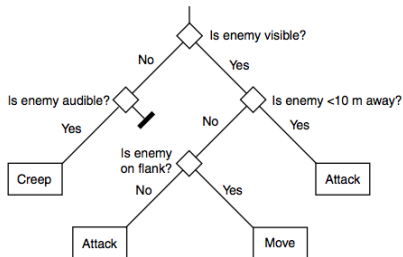 Is enemy visible?
No
Yes
Is enemy audible?
Is enemy <10 m away?
Yes
No
Yes
Is enemy
on flank?
Creep
No
Yes
Attack
Attack
Move